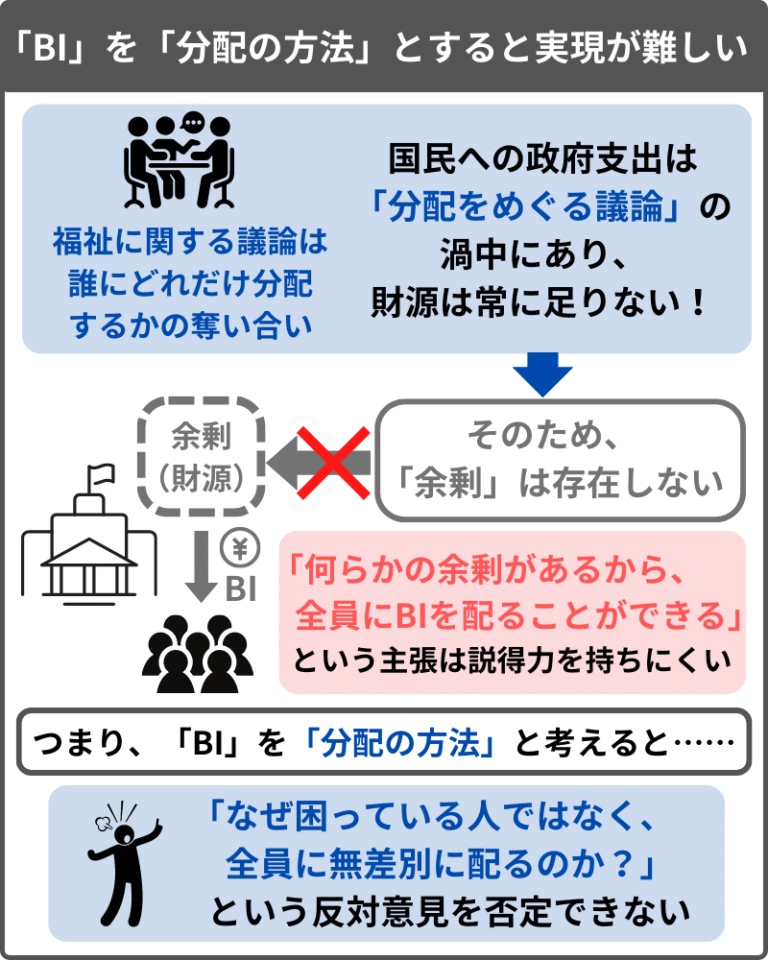 「BI」を「分配の方法」とすると実現が難しい
福祉に関する議論は
誰にどれだけ分配
するかの奪い合い
国民への政府支出は
「分配をめぐる議論」の
渦中にあり、
財源は常に足りない！
余剰
（財源）
そのため、
「余剰」は存在しない
¥
BI
「何らかの余剰があるから、
全員にBIを配ることができる」
という主張は説得力を持ちにくい
つまり、「BI」を「分配の方法」と考えると……
「なぜ困っている人ではなく、
全員に無差別に配るのか？」
という反対意見を否定できない